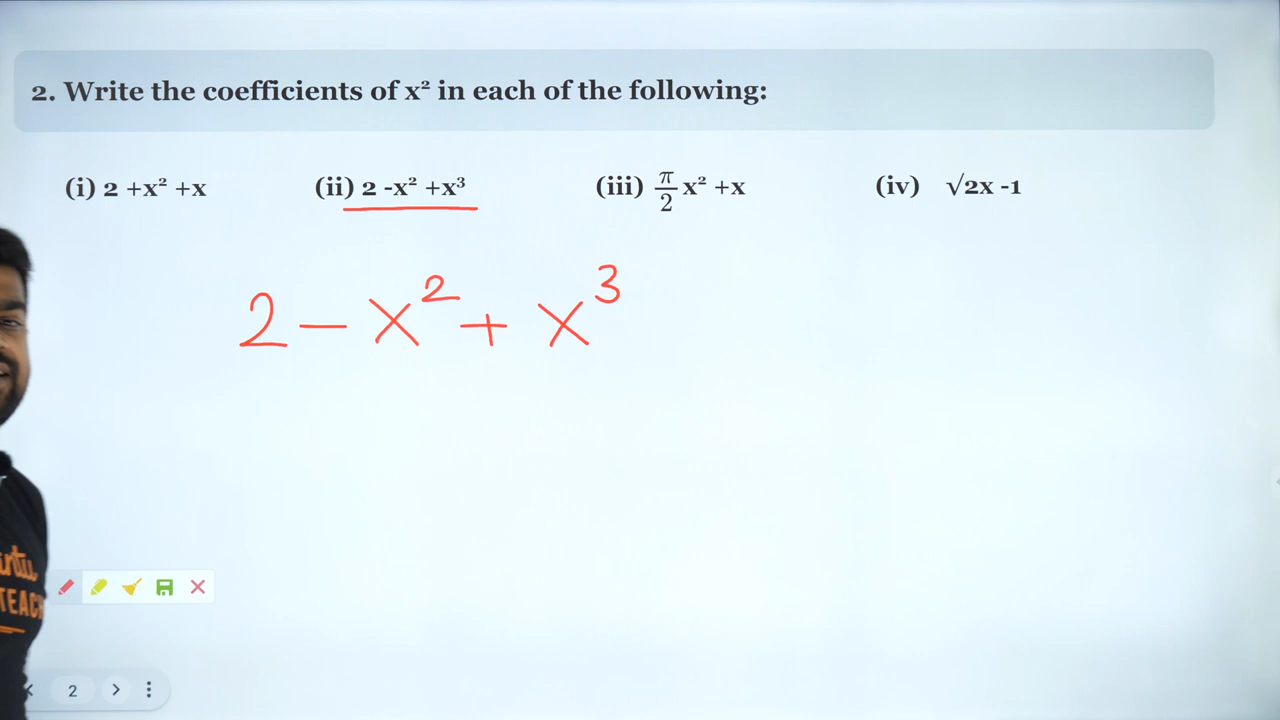 2. Write the coefficients of x² in each of the following:
(i) 2 +x² +x (ii) 2 -x² +x³ (iii) π/2 x² +x (iv) √2x -1
2 - x² + x³
TEACH
2